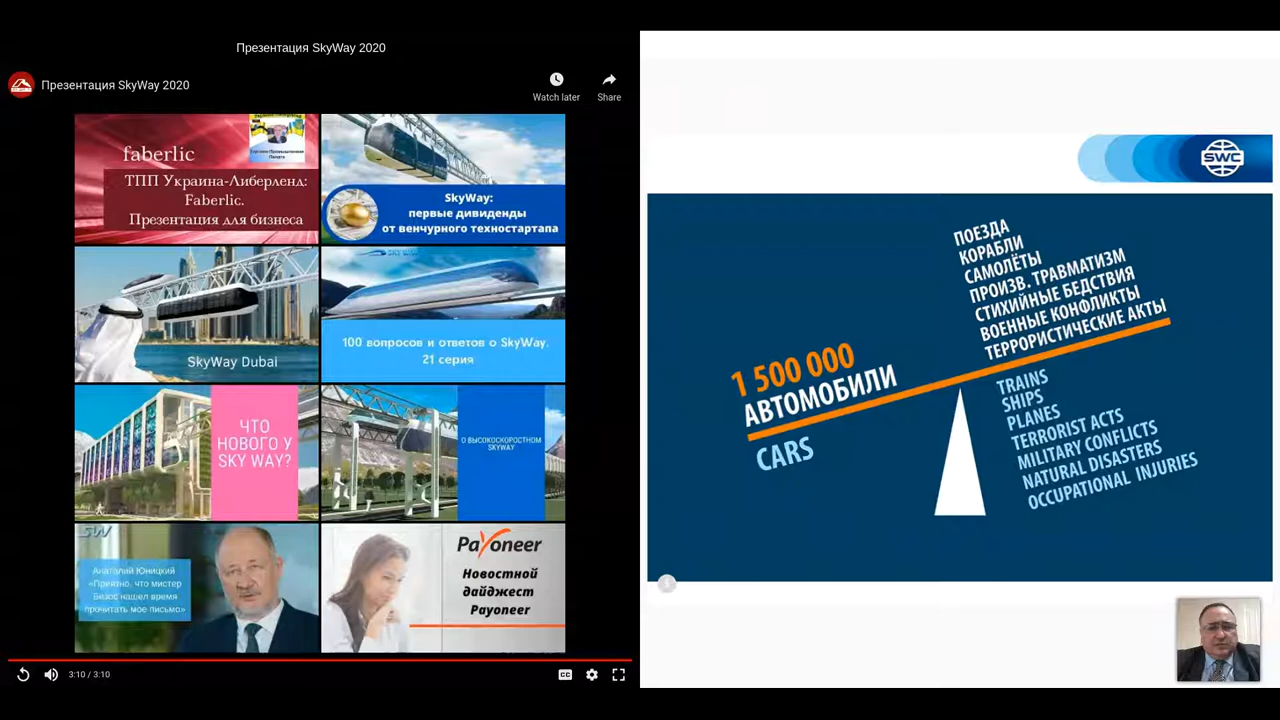 Презентация SkyWay 2020
Презентация SkyWay 2020
Watch later
Share
faberlic
ТПП Украина-Либерленд:
Faberlic.
Презентация для бизнеса
SkyWay:
первые дивиденды
от венчурного техностартапа
SkyWay Dubai
100 вопросов и ответов о SkyWay.
21 серия
ЧТО
НОВОГО У
SKY WAY?
О ВЫСОКОСКОРОСТНОМ
SKYWAY
SW
Анатолий Юницкий
«Приятно, что мистер
Безос нашел время
прочитать мое письмо»
Payoneer
Новостной
дайджест
Payoneer
3:10 / 3:10
CC
SWC
ПОЕЗДА
КОРАБЛИ
САМОЛЁТЫ
ПРОИЗВ. ТРАВМАТИЗМ
СТИХИЙНЫЕ БЕДСТВИЯ
ВОЕННЫЕ КОНФЛИКТЫ
ТЕРРОРИСТИЧЕСКИЕ АКТЫ
1 500 000
АВТОМОБИЛИ
CARS
TRAINS
SHIPS
PLANES
TERRORIST ACTS
MILITARY CONFLICTS
NATURAL DISASTERS
OCCUPATIONAL INJURIES